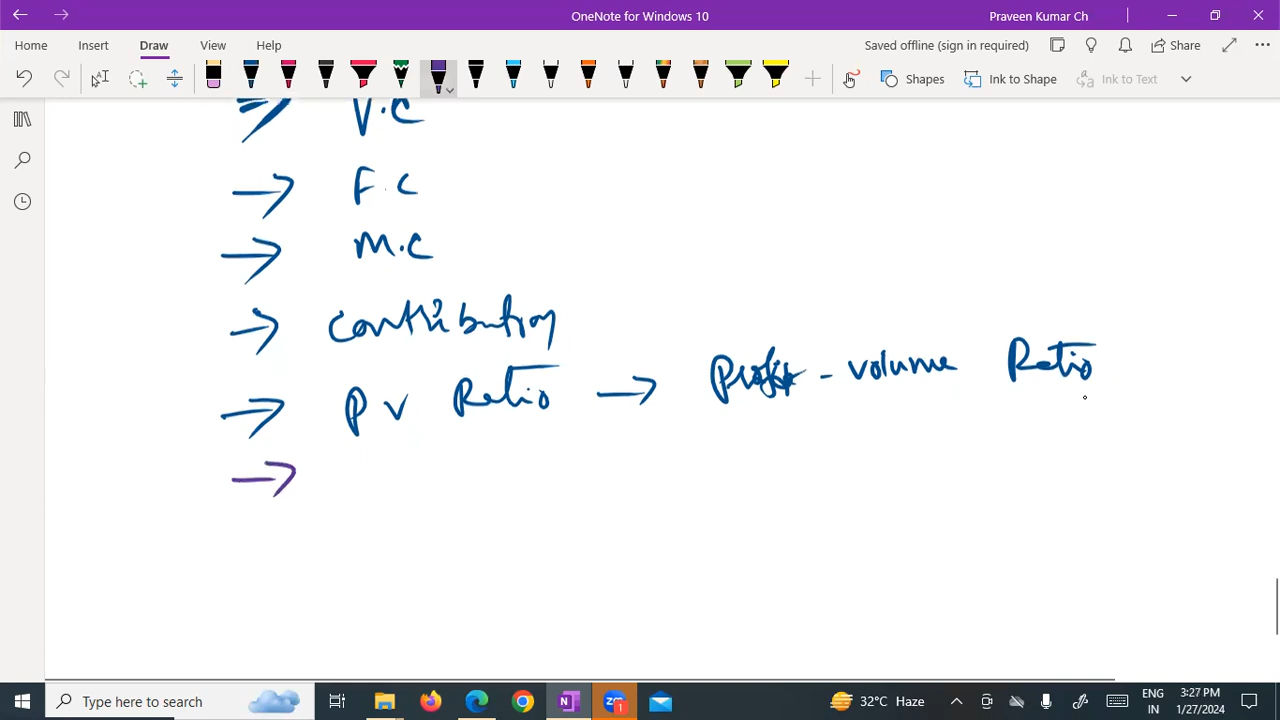 OneNote for Windows 10
Praveen Kumar Ch
Home Insert Draw View Help
Saved offline (sign in required) Share
Shapes Ink to Shape Ink to Text
V.C
F.C
M.C
Contribution
PV Ratio → Profit - volume Ratio
Type here to search
1
32°C Haze
ENG
IN
3:27 PM
1/27/2024